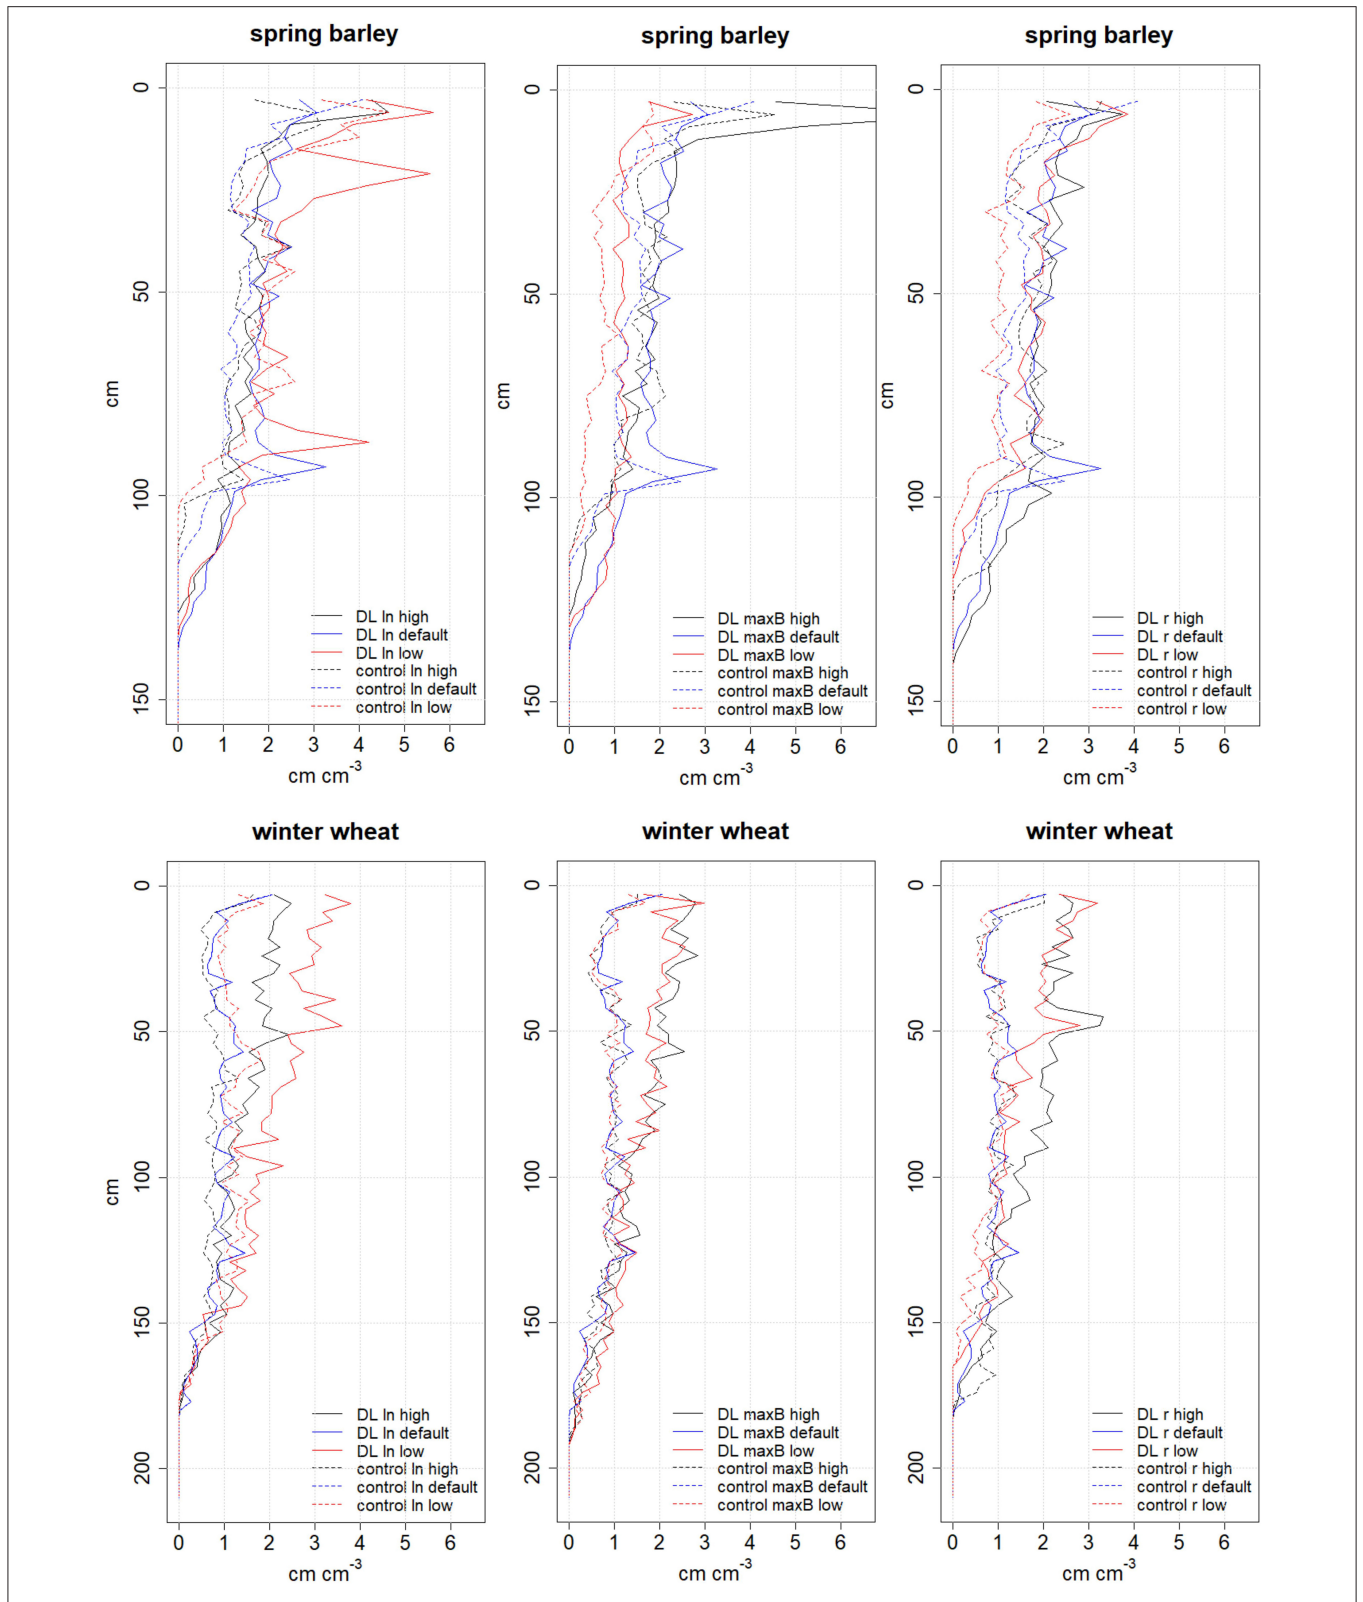 spring barley
spring barley
spring barley
0
50
100
150
cm
DL ln high
DL ln default
DL ln low
control ln high
control ln default
control ln low
0 1 2 3 4 5 6
cm cm-3
0
50
100
150
cm
DL maxB high
DL maxB default
DL maxB low
control maxB high
control maxB default
control maxB low
0 1 2 3 4 5 6
cm cm-3
0
50
100
150
cm
DL r high
DL r default
DL r low
control r high
control r default
control r low
0 1 2 3 4 5 6
cm cm-3
winter wheat
winter wheat
winter wheat
0
50
100
150
200
cm
DL ln high
DL ln default
DL ln low
control ln high
control ln default
control ln low
0 1 2 3 4 5 6
cm cm-3
0
50
100
150
200
DL maxB high
DL maxB default
DL maxB low
control maxB high
control maxB default
control maxB low
0 1 2 3 4 5 6
cm cm-3
0
50
100
150
200
DL r high
DL r default
DL r low
control r high
control r default
control r low
0 1 2 3 4 5 6
cm cm-3